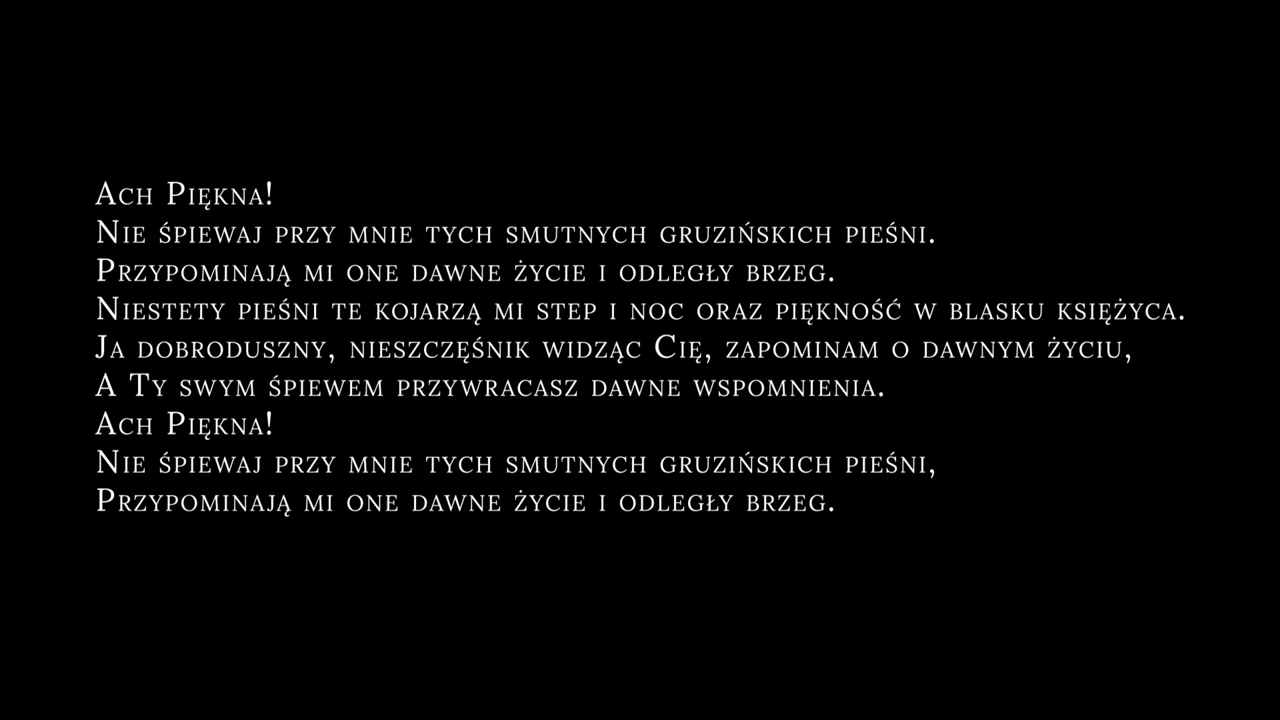 Ach Piękna!
Nie śpiewaj przy mnie tych smutnych gruzińskich pieśni.
Przypominają mi one dawne życie i odległy brzeg.
Niestety pieśni te kojarzą mi step i noc oraz piękność w blasku księżyca.
Ja dobroduszny, nieszczęśnik widząc Cię, zapominam o dawnym życiu,
A Ty swym śpiewem przywracasz dawne wspomnienia.
Ach Piękna!
Nie śpiewaj przy mnie tych smutnych gruzińskich pieśni,
Przypominają mi one dawne życie i odległy brzeg.